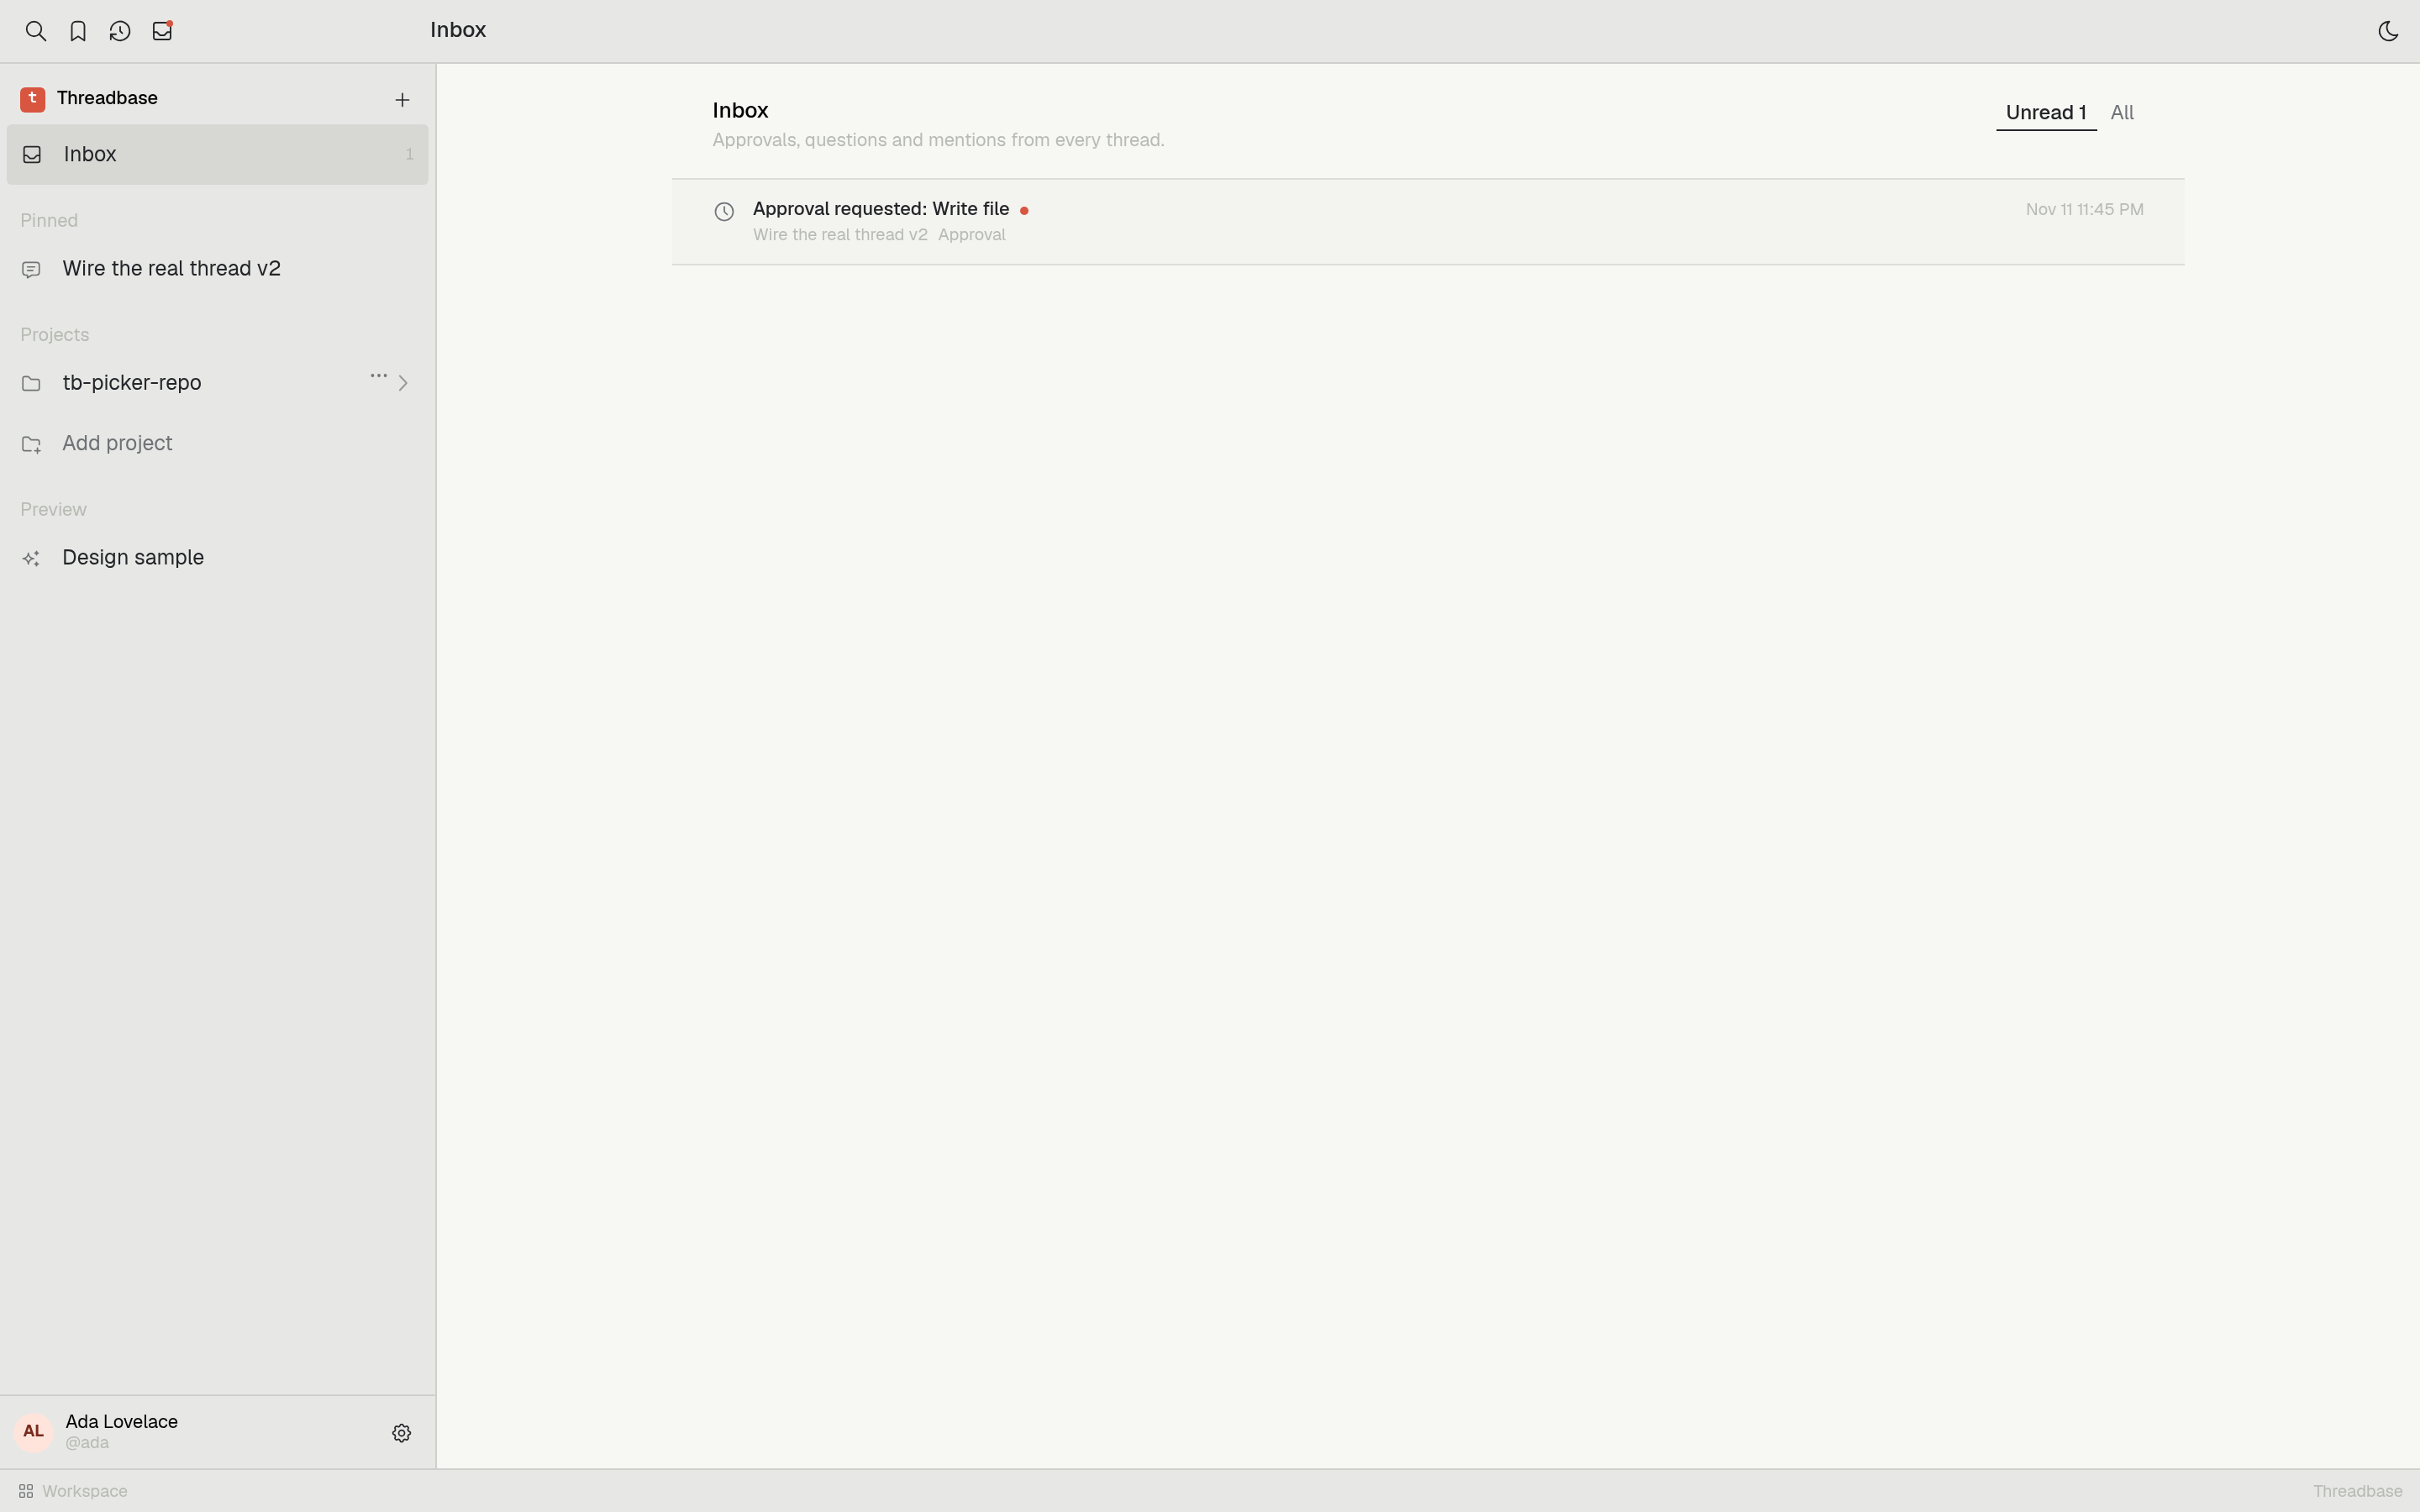 Inbox
t Threadbase
Inbox 1
Pinned
Wire the real thread v2
Projects
tb-picker-repo
Add project
Preview
Design sample
AL
Ada Lovelace
@ada
Inbox
Approvals, questions and mentions from every thread.
Unread 1 All
Approval requested: Write file
Nov 11 11:45 PM
Wire the real thread v2 Approval
Workspace
Threadbase